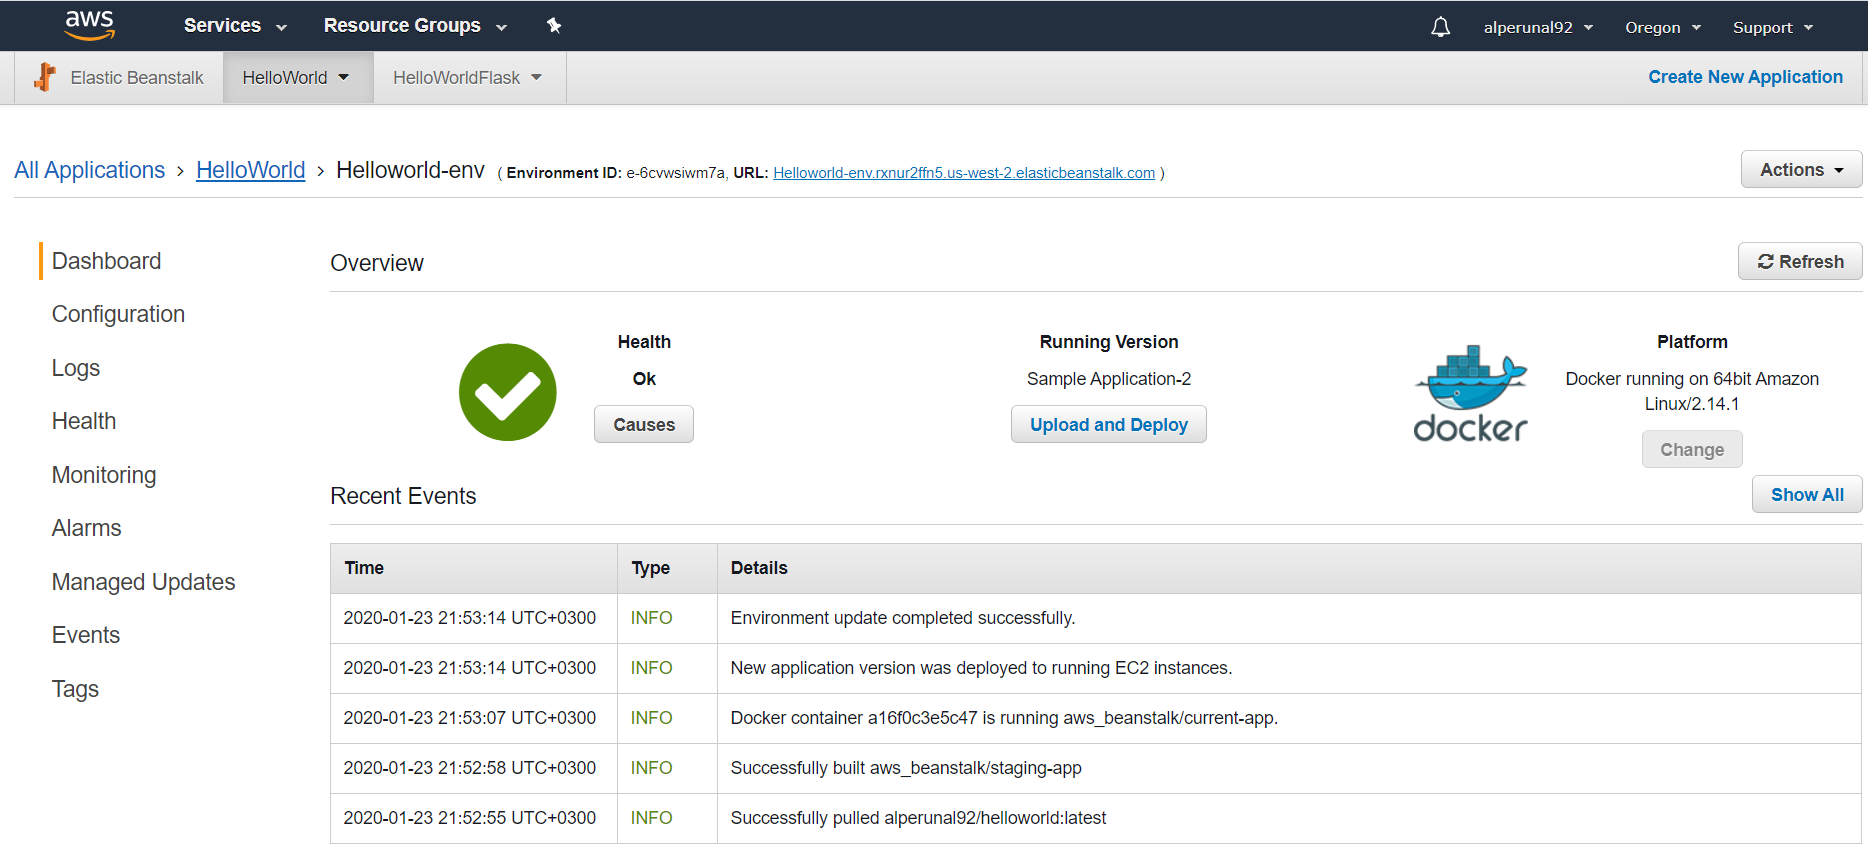 aws Services Resource Groups alperunal92 Oregon Support
Elastic Beanstalk HelloWorld HelloWorldFlask Create New Application
All Applications › HelloWorld › Helloworld-env ( Environment ID: e-6cvwsiwm7a, URL: Helloworld-env.rxnur2ffn5.us-west-2.elasticbeanstalk.com ) Actions
Dashboard
Configuration
Logs
Health
Monitoring
Alarms
Managed Updates
Events
Tags
Overview Refresh
Health
Ok
Causes
Running Version
Sample Application-2
Upload and Deploy
docker
Platform
Docker running on 64bit Amazon
Linux/2.14.1
Change
Recent Events Show All
Time Type Details
2020-01-23 21:53:14 UTC+0300 INFO Environment update completed successfully.
2020-01-23 21:53:14 UTC+0300 INFO New application version was deployed to running EC2 instances.
2020-01-23 21:53:07 UTC+0300 INFO Docker container a16f0c3e5c47 is running aws_beanstalk/current-app.
2020-01-23 21:52:58 UTC+0300 INFO Successfully built aws_beanstalk/staging-app
2020-01-23 21:52:55 UTC+0300 INFO Successfully pulled alperunal92/helloworld:latest